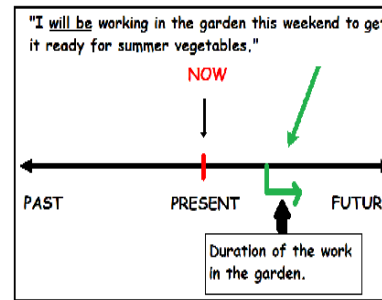 "I will be working in the garden this weekend to get
it ready for summer vegetables."
NOW
PAST PRESENT FUTUR
Duration of the work
in the garden.